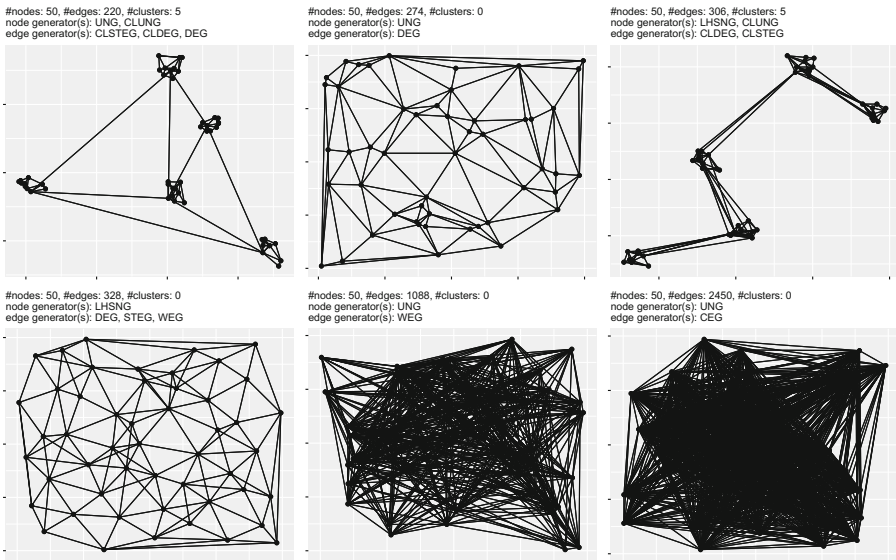 #nodes: 50, #edges: 220, #clusters: 5
node generator(s): UNG, CLUNG
edge generator(s): CLSTEG, CLDEG, DEG
#nodes: 50, #edges: 274, #clusters: 0
node generator(s): UNG
edge generator(s): DEG
#nodes: 50, #edges: 306, #clusters: 5
node generator(s): LHSNG, CLUNG
edge generator(s): CLDEG, CLSTEG
#nodes: 50, #edges: 328, #clusters: 0
node generator(s): LHSNG
edge generator(s): DEG, STEG, WEG
#nodes: 50, #edges: 1088, #clusters: 0
node generator(s): UNG
edge generator(s): WEG
#nodes: 50, #edges: 2450, #clusters: 0
node generator(s): UNG
edge generator(s): CEG